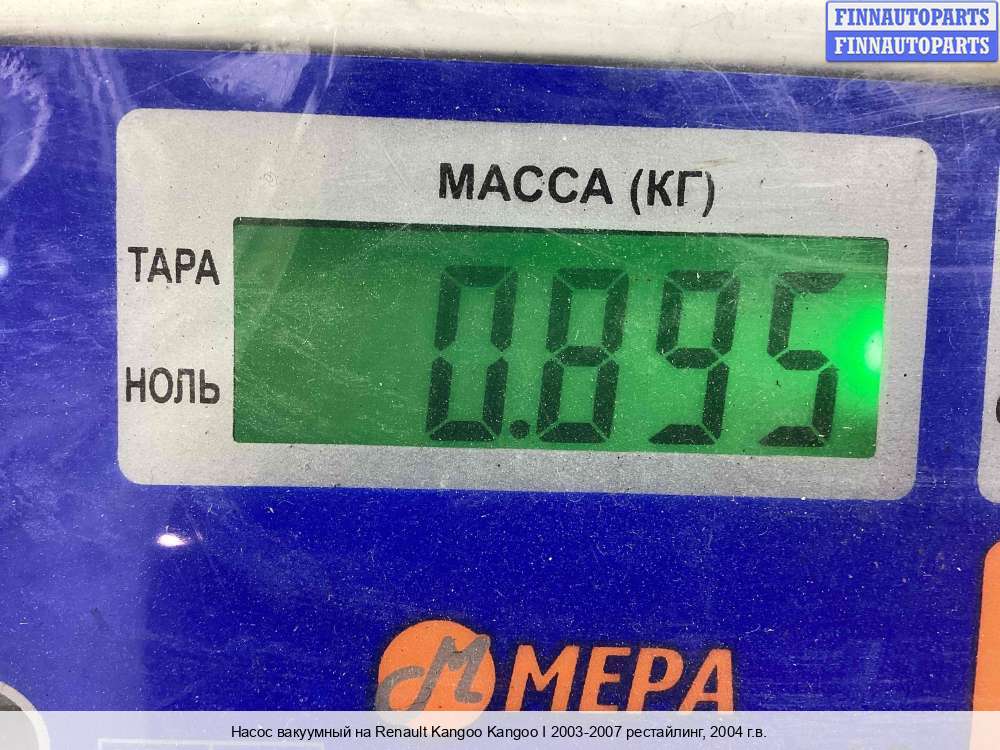 FINNAUTOPARTS
FINNAUTOPARTS
МАССА (КГ)
ТАРА
0.895
НОЛЬ
М МЕРА
Насос вакуумный на Renault Kangoo Kangoo I 2003-2007 рестайлинг, 2004 г.в.